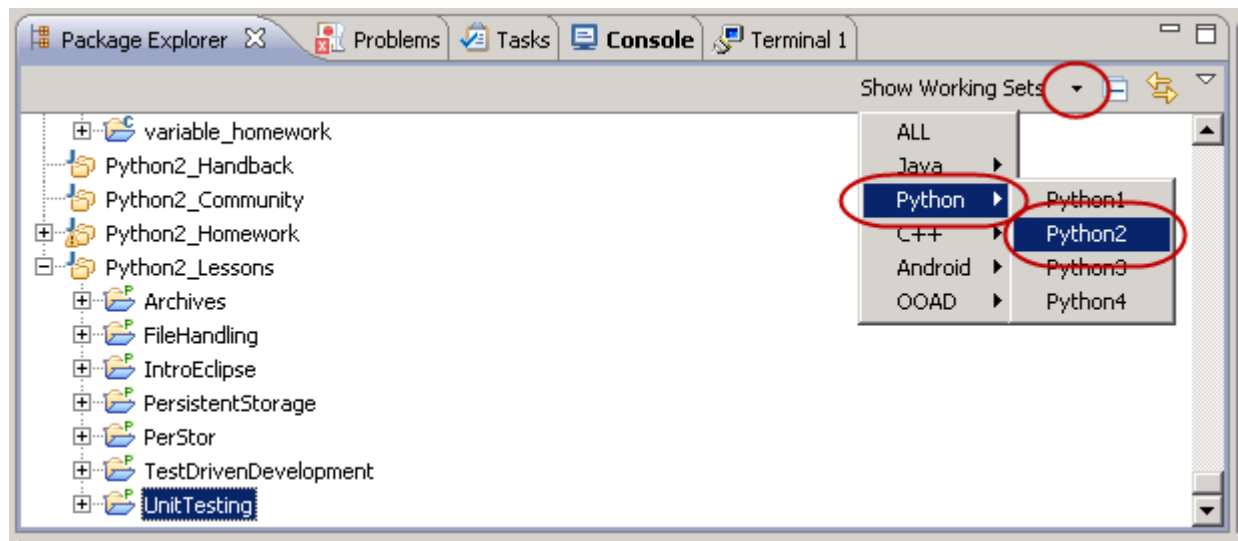 Package Explorer Problems Tasks Console Terminal 1
Show Working Sets
variable_homework
Python2_Handback
Python2_Community
Python2_Homework
Python2_Lessons
Archives
FileHandling
IntroEclipse
PersistentStorage
PerStor
TestDrivenDevelopment
UnitTesting
ALL
Java
Python
C++
Android
OOAD
Python1
Python2
Python3
Python4